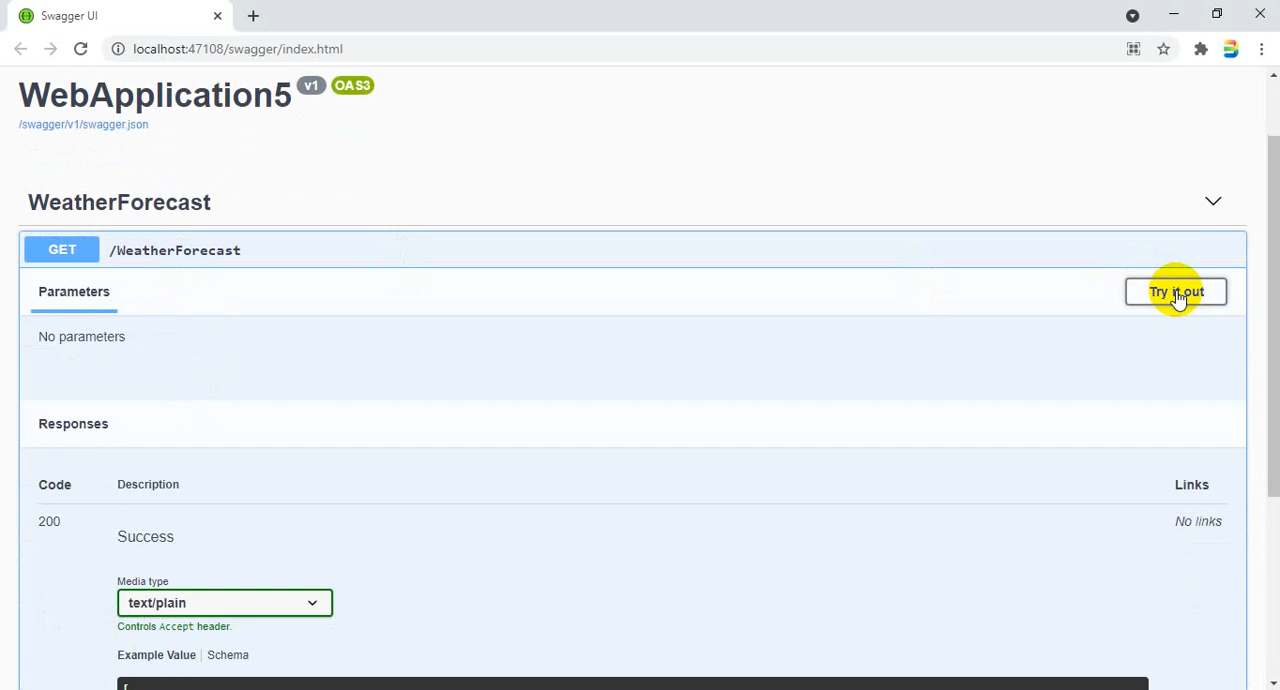 Swagger UI
localhost:47108/swagger/index.html
WebApplication5 v1 OAS3
/swagger/v1/swagger.json
WeatherForecast
GET /WeatherForecast
Parameters
Try it out
No parameters
Responses
Code Description Links
200 No links
Success
Media type
text/plain
Controls Accept header.
Example Value Schema
[